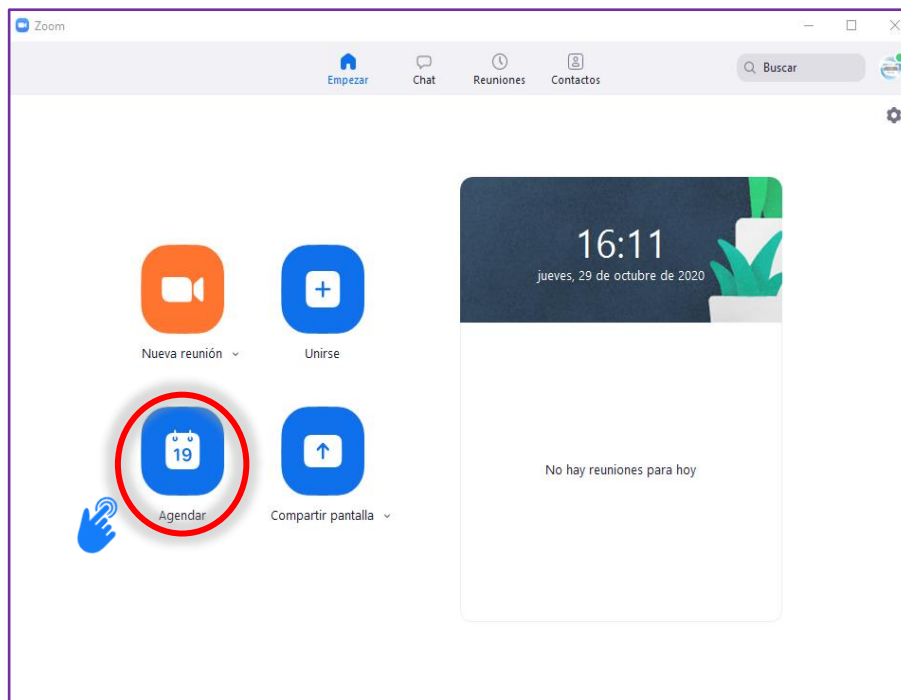 Zoom
Empezar
Chat
Reuniones
Contactos
Buscar
16:11
jueves, 29 de octubre de 2020
Nueva reunión
Unirse
19
Agendar
Compartir pantalla
No hay reuniones para hoy